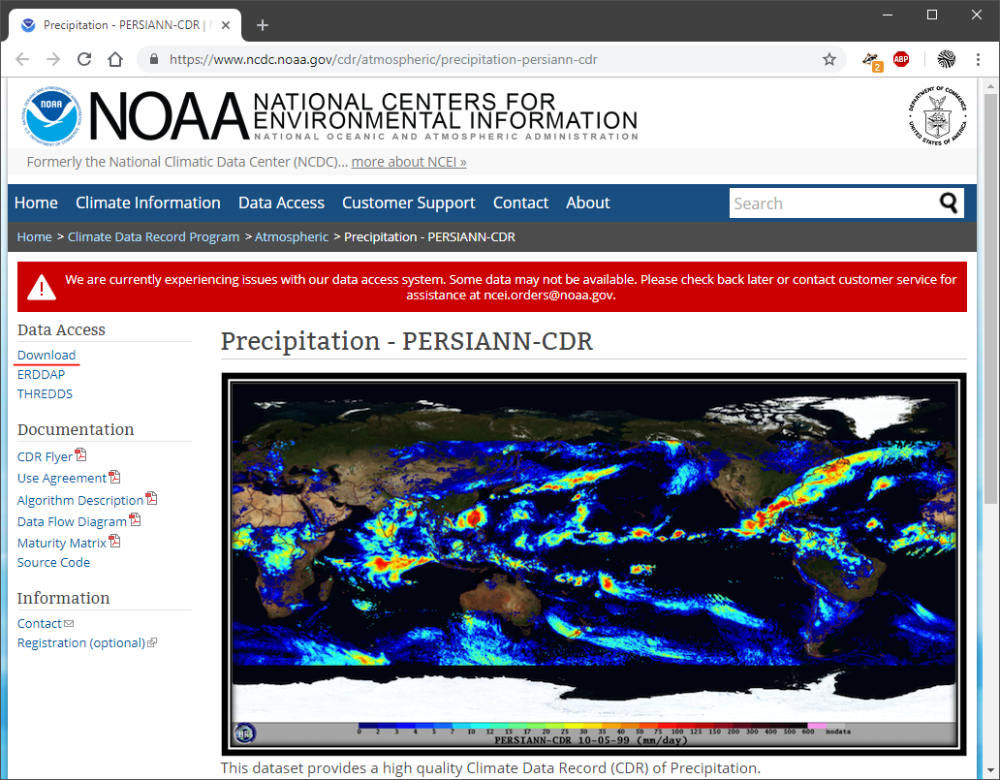 Precipitation - PERSIANN-CDR |
https://www.ncdc.noaa.gov/cdr/atmospheric/precipitation-persiann-cdr
2
ABP
NOAA
NOAA
NATIONAL CENTERS FOR
ENVIRONMENTAL INFORMATION
NATIONAL OCEANIC AND ATMOSPHERIC ADMINISTRATION
DEPARTMENT OF COMMERCE
UNITED STATES OF AMERICA
Formerly the National Climatic Data Center (NCDC)... more about NCEI »
Home Climate Information Data Access Customer Support Contact About Search
Home > Climate Data Record Program > Atmospheric > Precipitation - PERSIANN-CDR
We are currently experiencing issues with our data access system. Some data may not be available. Please check back later or contact customer service for
assistance at ncei.orders@noaa.gov.
Data Access
Download
ERDDAP
THREDDS
Documentation
CDR Flyer
Use Agreement
Algorithm Description
Data Flow Diagram
Maturity Matrix
Source Code
Information
Contact
Registration (optional)
Precipitation - PERSIANN-CDR
CHRS
0 2 3 4 5 7 10 12 15 17 20 25 30 35 40 50 75 100 125 150 200 300 400 500 600 nodata
PERSIANN-CDR 10-05-99 (mm/day)
This dataset provides a high quality Climate Data Record (CDR) of Precipitation.